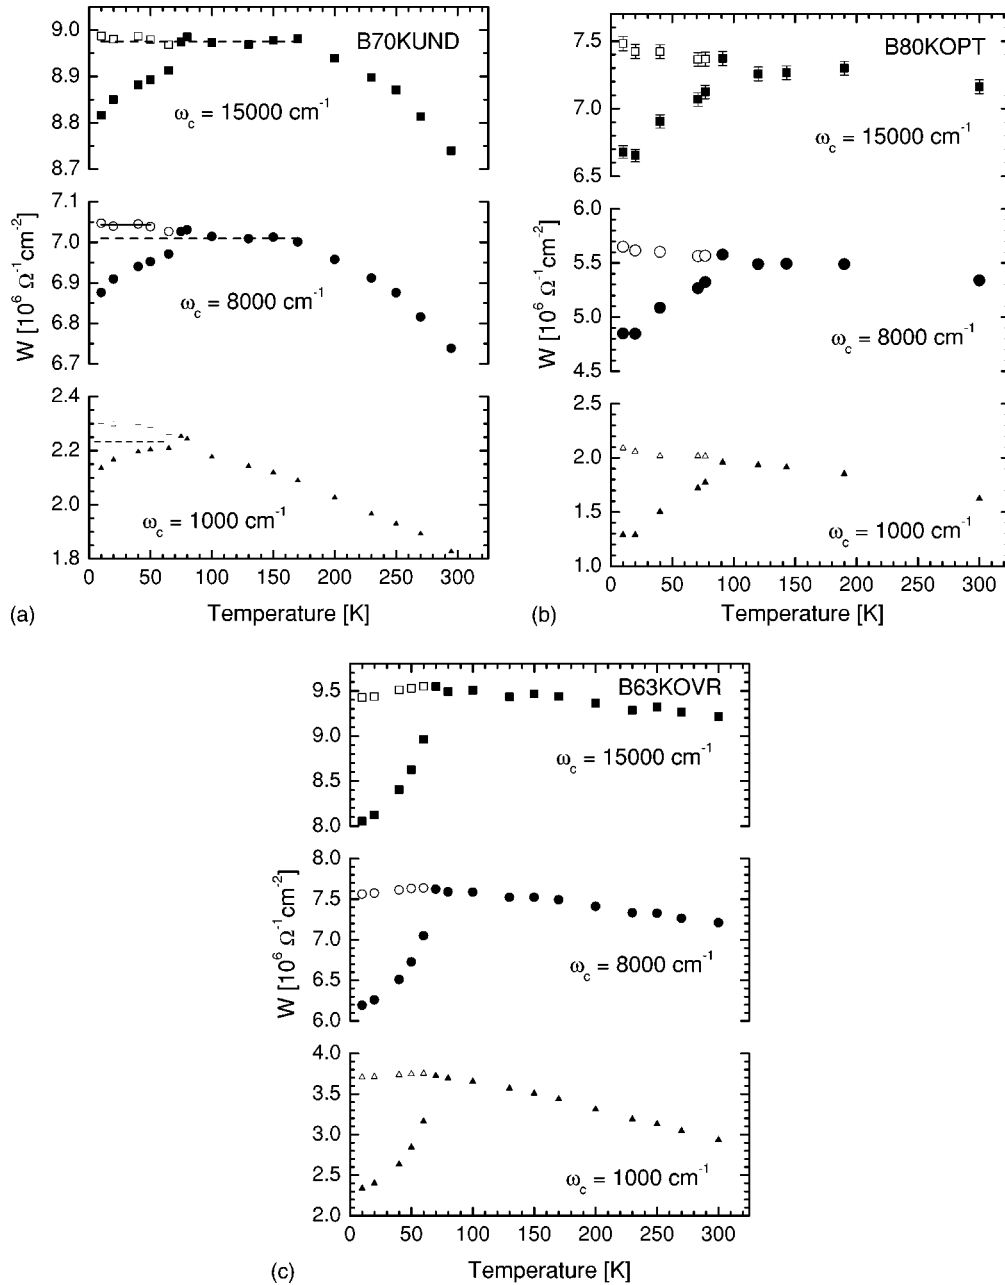 B70KUND
9.0
8.9
8.8
8.7
ω_c = 15000 cm⁻¹
7.1
7.0
6.9
6.8
6.7
ω_c = 8000 cm⁻¹
2.4
2.2
2.0
1.8
ω_c = 1000 cm⁻¹
W [10⁶ Ω⁻¹cm⁻²]
0 50 100 150 200 250 300
Temperature [K]
(a)
B80KOPT
7.5
7.0
6.5
ω_c = 15000 cm⁻¹
6.0
5.5
5.0
4.5
ω_c = 8000 cm⁻¹
2.5
2.0
1.5
1.0
ω_c = 1000 cm⁻¹
W [10⁶ Ω⁻¹cm⁻²]
0 50 100 150 200 250 300
Temperature [K]
(b)
B63KOVR
9.5
9.0
8.5
8.0
ω_c = 15000 cm⁻¹
8.0
7.5
7.0
6.5
6.0
ω_c = 8000 cm⁻¹
4.0
3.5
3.0
2.5
2.0
ω_c = 1000 cm⁻¹
W [10⁶ Ω⁻¹cm⁻²]
0 50 100 150 200 250 300
Temperature [K]
(c)